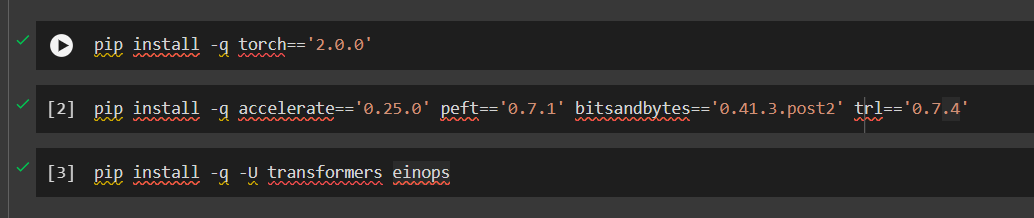 pip install -q torch=='2.0.0'
[2] pip install -q accelerate=='0.25.0' peft=='0.7.1' bitsandbytes=='0.41.3.post2' trl=='0.7.4'
[3] pip install -q -U transformers einops